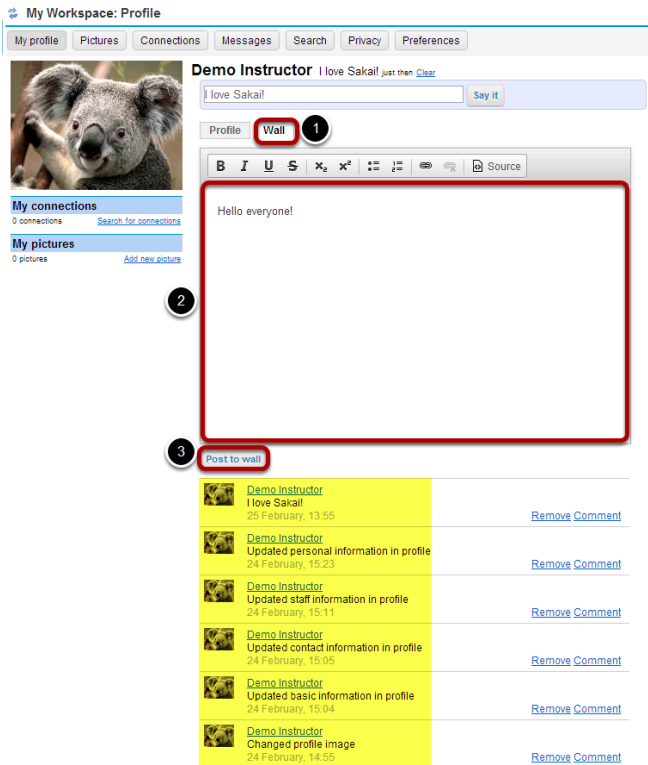 My Workspace: Profile
My profile Pictures Connections Messages Search Privacy Preferences
Demo Instructor I love Sakai! just then Clear
I love Sakai! Say it
Profile Wall 1
B I U S x₂ x² Source
My connections
0 connections Search for connections
My pictures
0 pictures Add new picture
Hello everyone!
2
3
Post to wall
Demo Instructor
I love Sakai!
25 February, 13:55 Remove Comment
Demo Instructor
Updated personal information in profile
24 February, 15:23 Remove Comment
Demo Instructor
Updated staff information in profile
24 February, 15:11 Remove Comment
Demo Instructor
Updated contact information in profile
24 February, 15:05 Remove Comment
Demo Instructor
Updated basic information in profile
24 February, 15:04 Remove Comment
Demo Instructor
Changed profile image
24 February, 14:55 Remove Comment